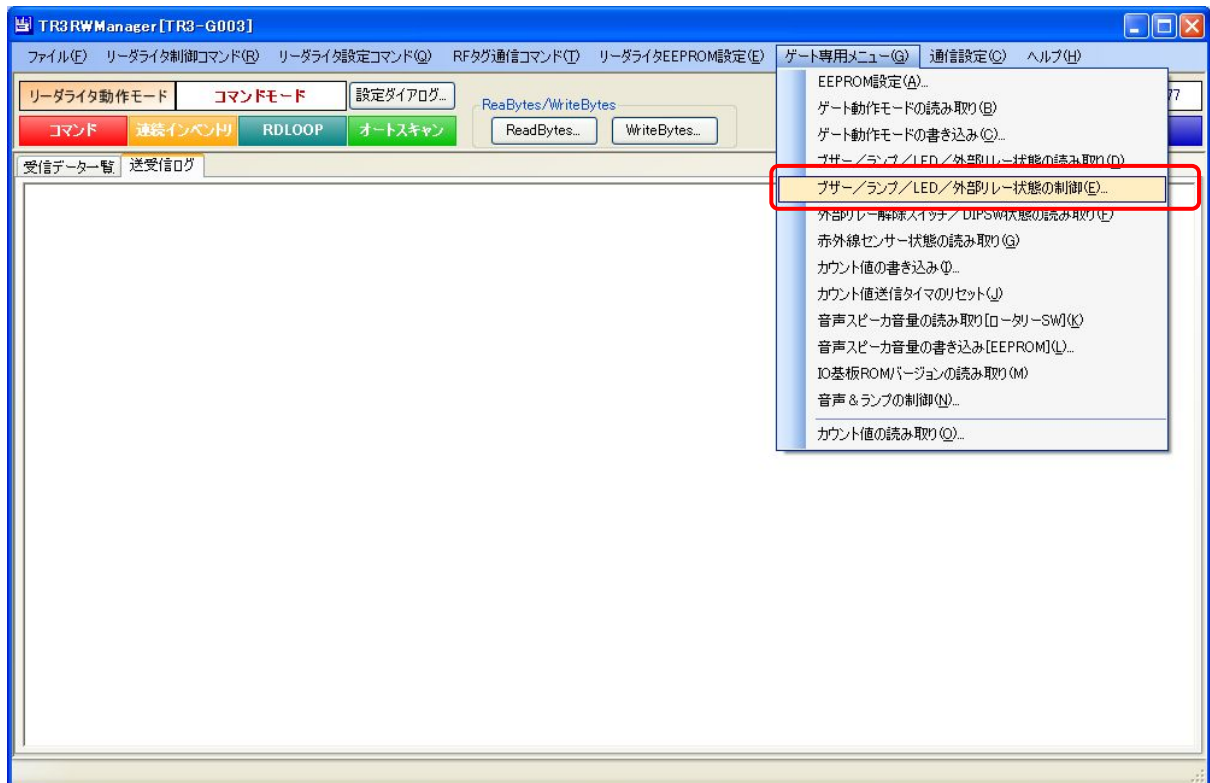 TR3RWManager[TR3-G003]
ファイル(F) リーダライタ制御コマンド(R) リーダライタ設定コマンド(Q) RFタグ通信コマンド(T) リーダライタEEPROM設定(E) ゲート専用メニュー(G) 通信設定(C) ヘルプ(H)
リーダライタ動作モード コマンドモード 設定ダイアログ...
ReaBytes/WriteBytes
コマンド 連続インベントリ RDLOOP オートスキャン ReadBytes... WriteBytes...
77
受信データ一覧 送受信ログ
EEPROM設定(A)...
ゲート動作モードの読み取り(B)
ゲート動作モードの書き込み(C)...
ブザー/ランプ/LED/外部リレー状態の読み取り(D)
ブザー/ランプ/LED/外部リレー状態の制御(E)...
外部リレー解除スイッチ/DIPSW状態の読み取り(F)
赤外線センサー状態の読み取り(G)
カウント値の書き込み(I)...
カウント値送信タイマのリセット(J)
音声スピーカ音量の読み取り[ロータリーSW](K)
音声スピーカ音量の書き込み[EEPROM](L)...
IO基板ROMバージョンの読み取り(M)
音声&ランプの制御(N)...
カウント値の読み取り(O)...